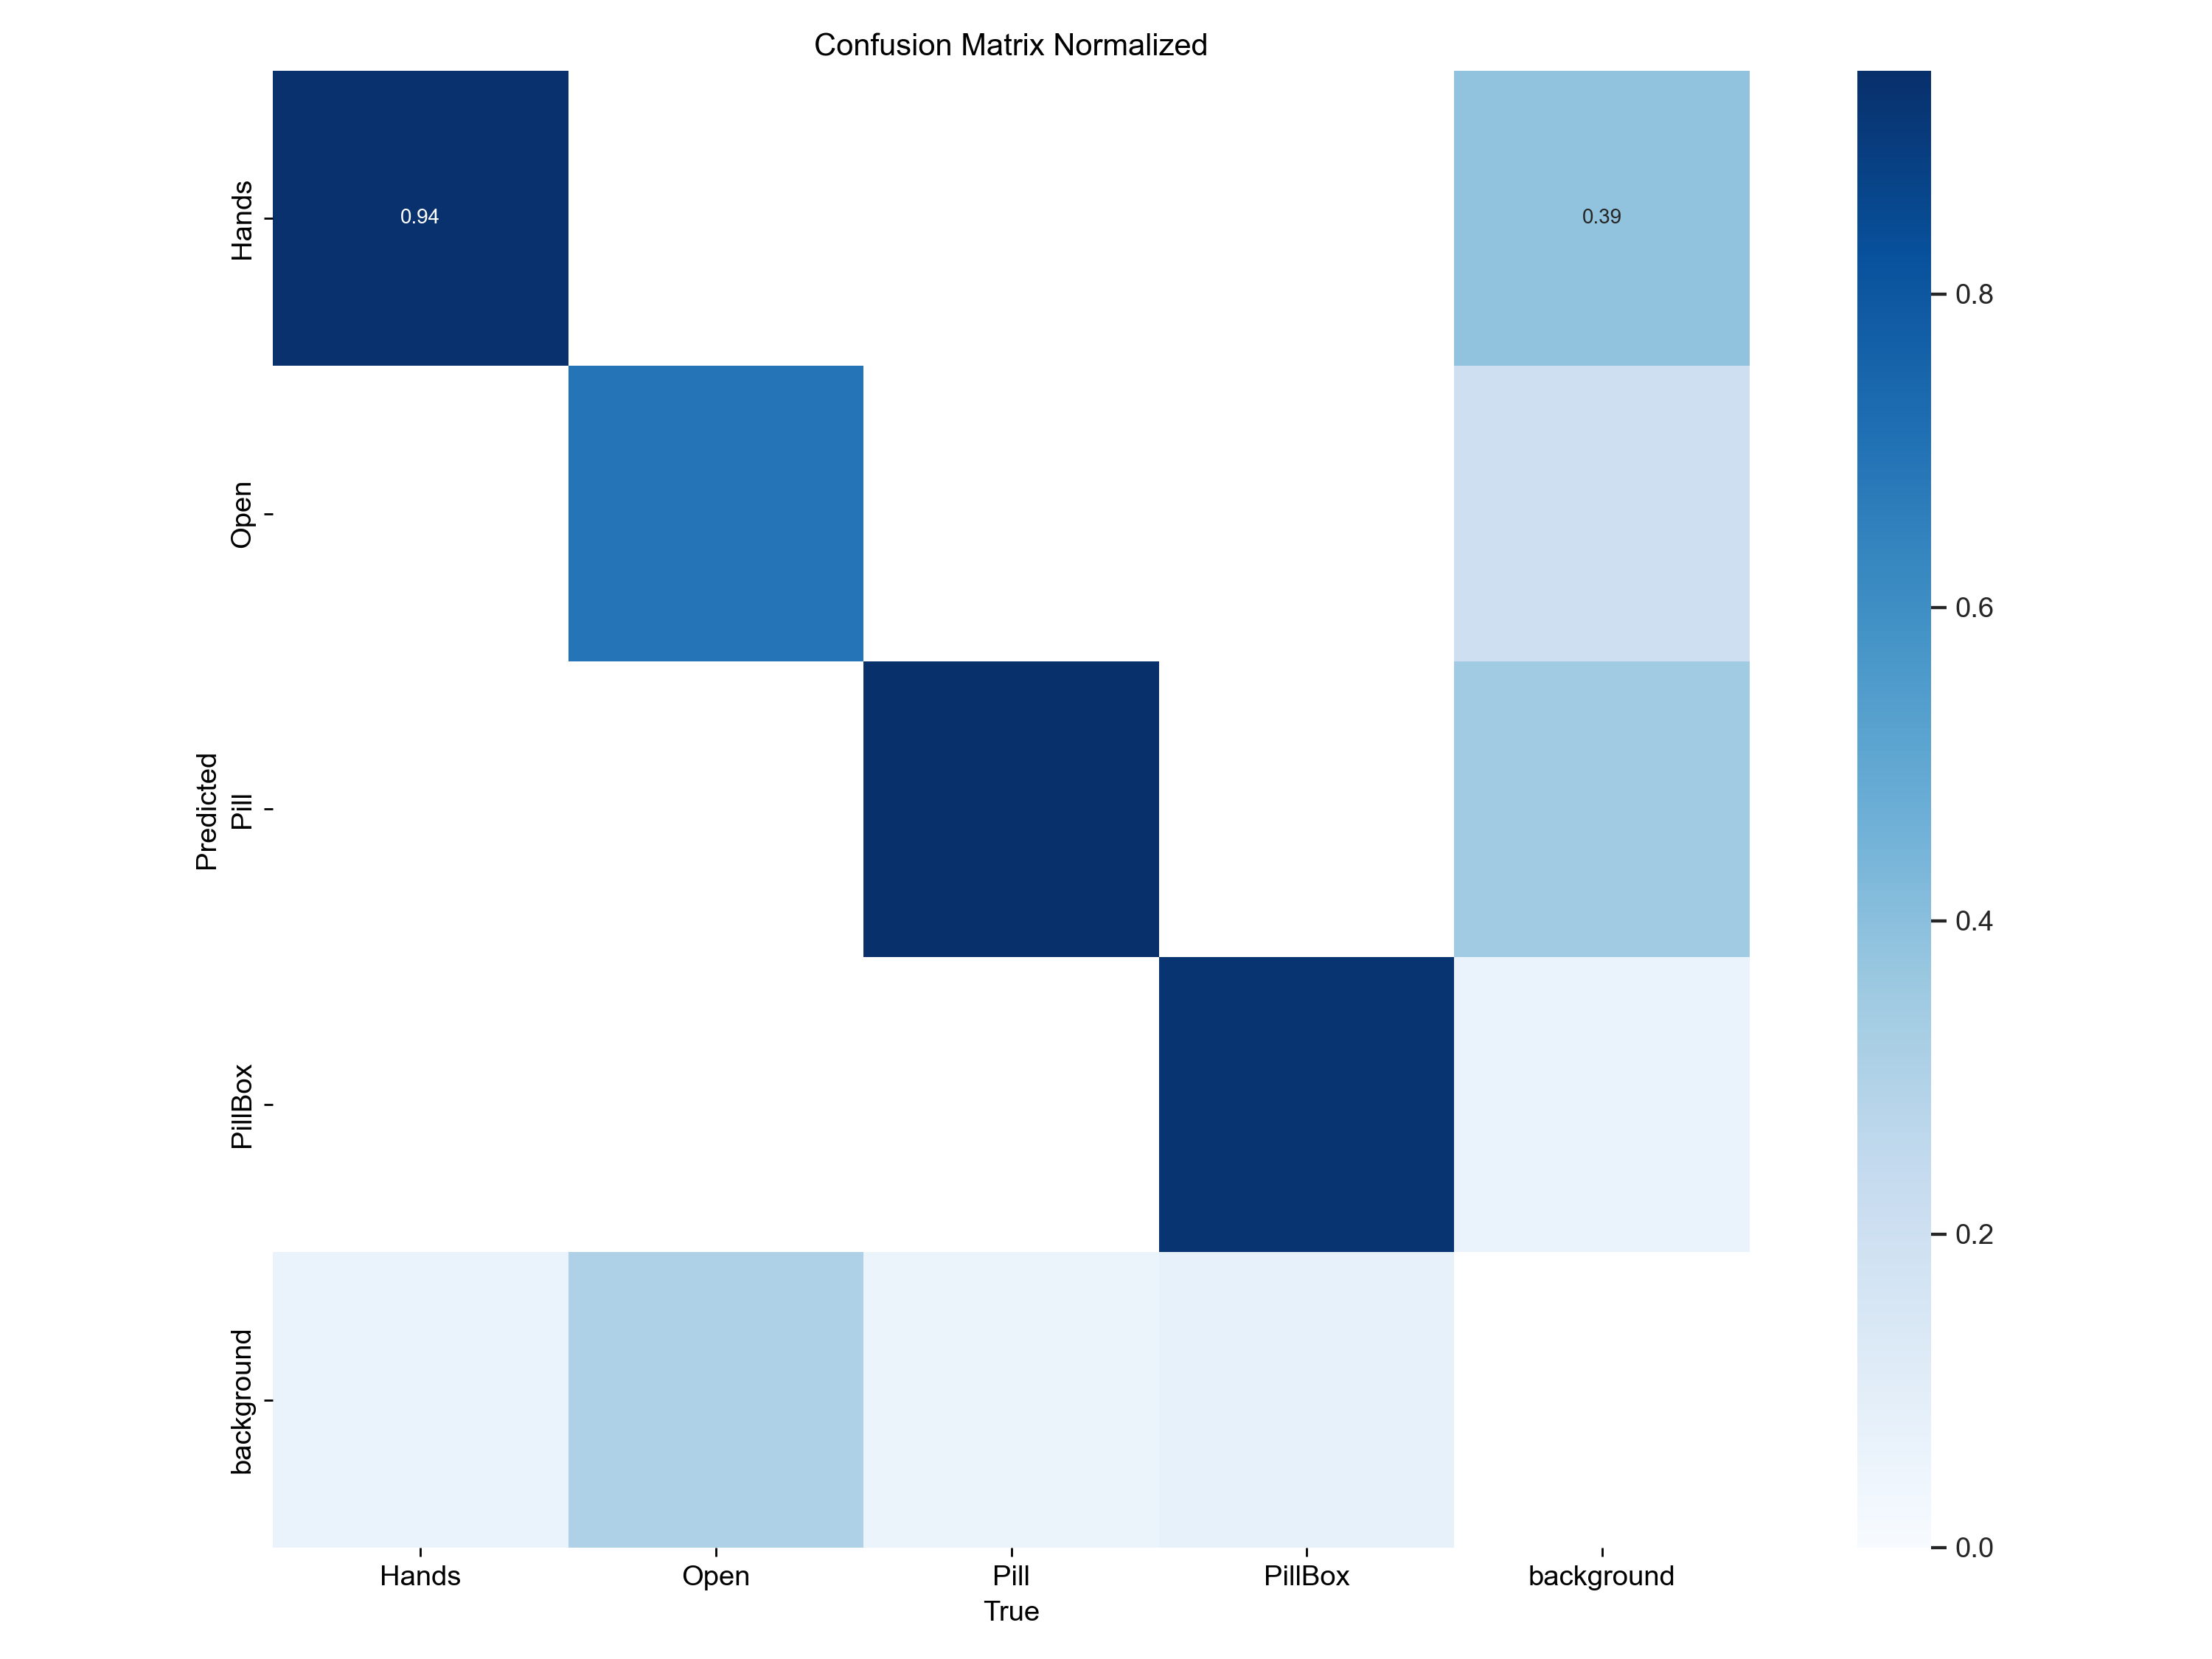 Confusion Matrix Normalized
Hands
0.94
0.39
Open
Pill
PillBox
background
Predicted
Hands
Open
Pill
PillBox
background
True
0.8
0.6
0.4
0.2
0.0